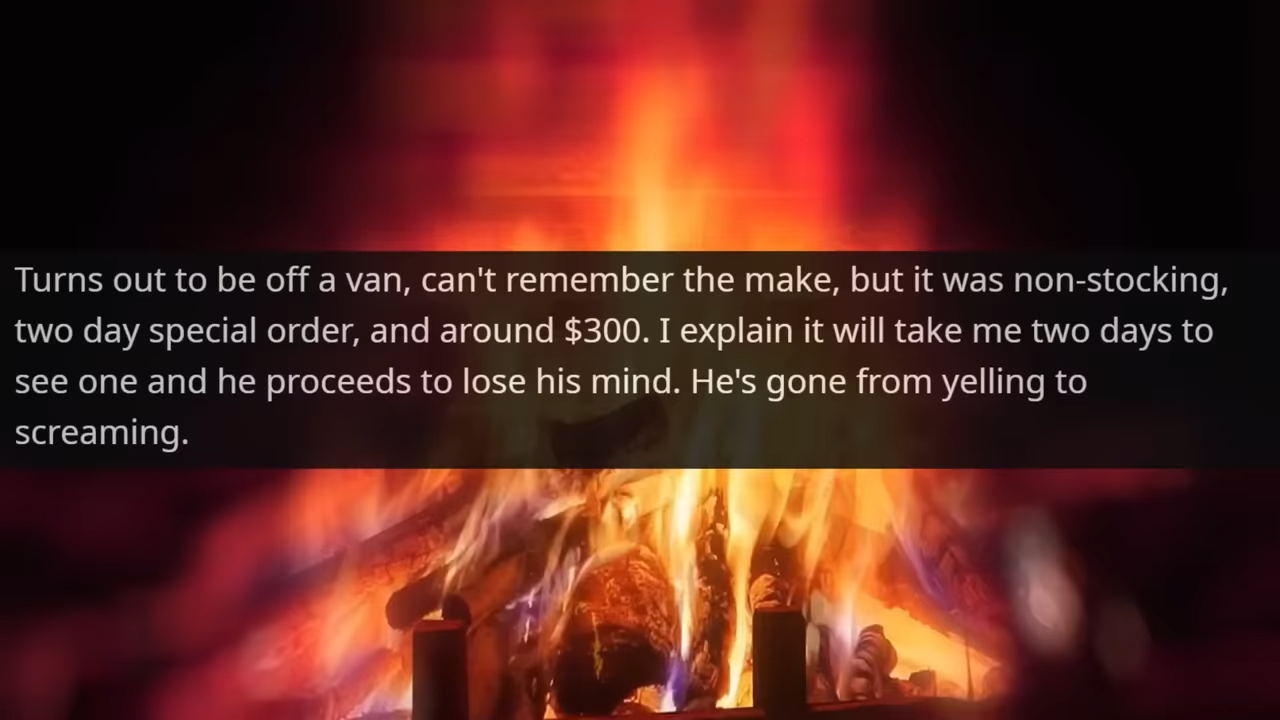 Turns out to be off a van, can't remember the make, but it was non-stocking,
two day special order, and around $300. I explain it will take me two days to
see one and he proceeds to lose his mind. He's gone from yelling to
screaming.